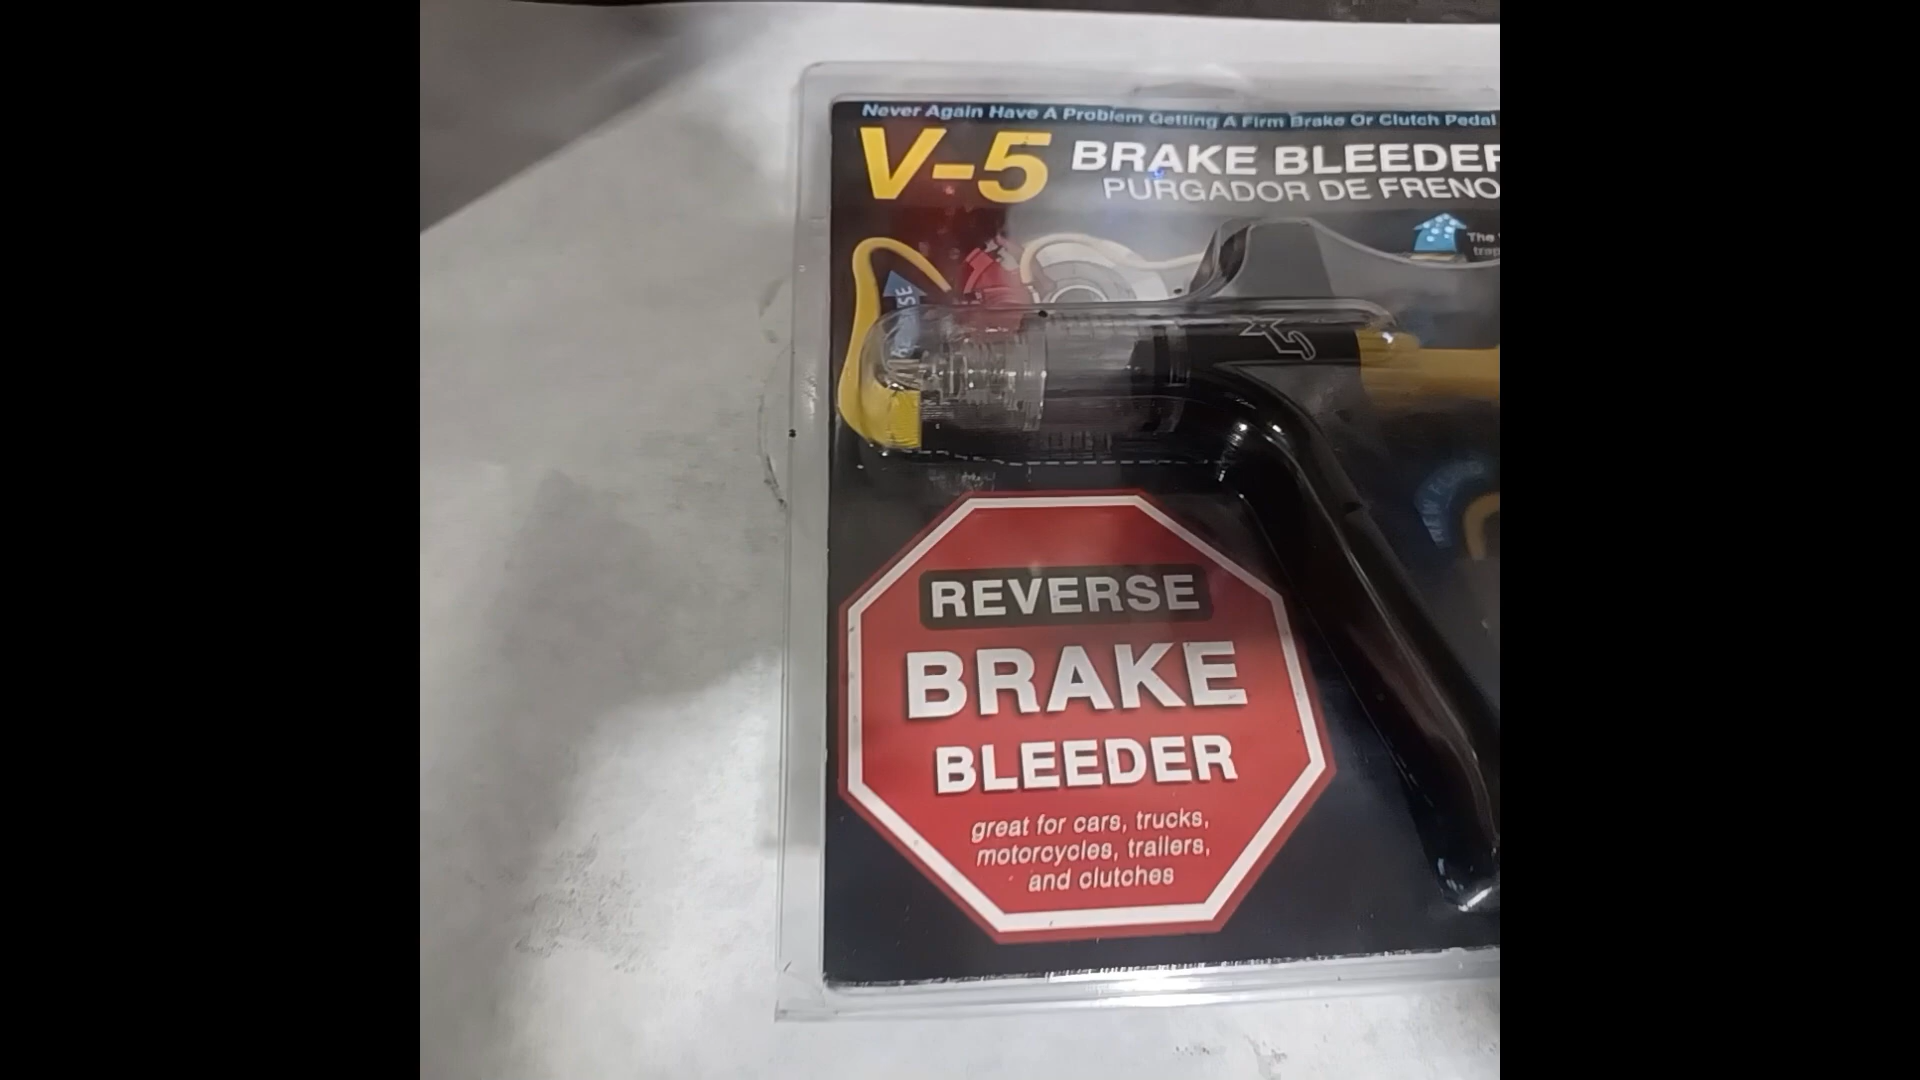 Never Again Have A Problem Getting A Firm Brake Or Clutch Pedal
V-5 BRAKE BLEEDER
PURGADOR DE FRENO
The
REVERSE
BRAKE
BLEEDER
great for cars, trucks,
motorcycles, trailers,
and clutches